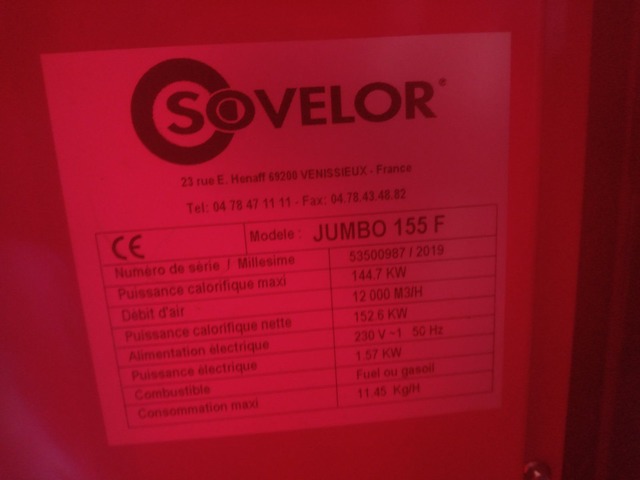 SOVELOR®
23 rue E. Henaff 69200 VENISSIEUX - France
Tel: 04 78 47 11 11 - Fax: 04.78.43.48.82
CE Modele : JUMBO 155 F
Numéro de série / Millesime 53500987 / 2019
Puissance calorifique maxi 144.7 KW
Débit d'air 12 000 M3/H
Puissance calorifique nette 152.6 KW
Alimentation électrique 230 V ~1 50 Hz
Puissance électrique 1.57 KW
Combustible Fuel ou gasoil
Consommation maxi 11.45 Kg/H